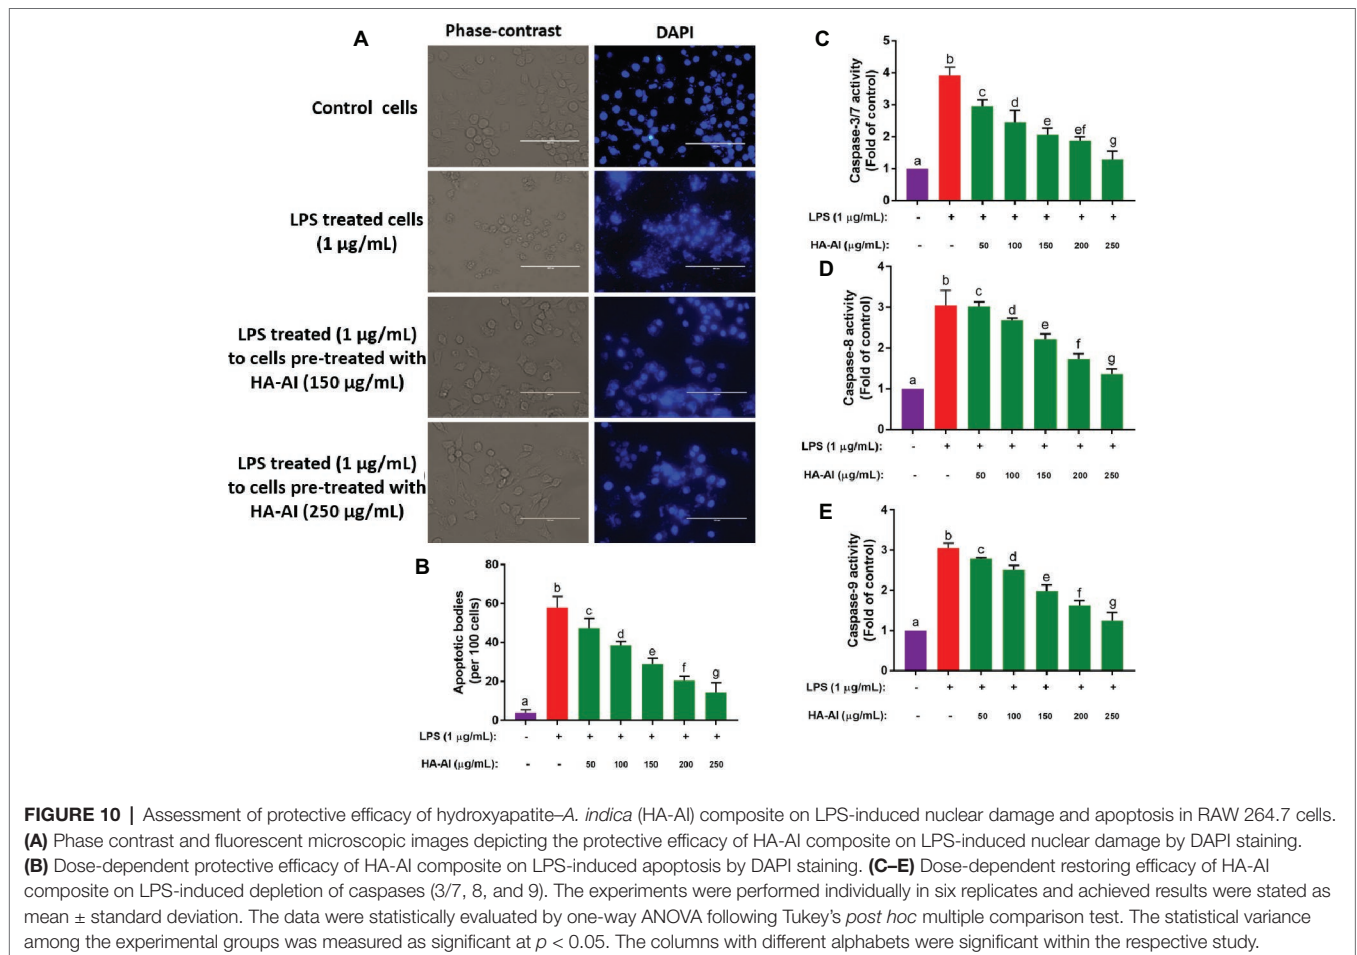 A
Phase-contrast
DAPI
Control cells
LPS treated cells
(1 µg/mL)
LPS treated (1 µg/mL)
to cells pre-treated with
HA-AI (150 µg/mL)
LPS treated (1 µg/mL)
to cells pre-treated with
HA-AI (250 µg/mL)
B
Apoptotic bodies
(per 100 cells)
80
60
40
20
0
a b c d e f g
LPS (1 µg/mL): - + + + + + +
HA-AI (µg/mL): - - 50 100 150 200 250
C
Caspase-3/7 activity
(Fold of control)
5
4
3
2
1
0
a b c d e ef g
LPS (1 µg/mL): - + + + + + +
HA-AI (µg/mL): - - 50 100 150 200 250
D
Caspase-8 activity
(Fold of control)
4
3
2
1
0
a b c d e f g
LPS (1 µg/mL): - + + + + + +
HA-AI (µg/mL): - - 50 100 150 200 250
E
Caspase-9 activity
(Fold of control)
4
3
2
1
0
a b c d e f g
LPS (1 µg/mL): - + + + + + +
HA-AI (µg/mL): - - 50 100 150 200 250
FIGURE 10 | Assessment of protective efficacy of hydroxyapatite–A. indica (HA-AI) composite on LPS-induced nuclear damage and apoptosis in RAW 264.7 cells.
(A) Phase contrast and fluorescent microscopic images depicting the protective efficacy of HA-AI composite on LPS-induced nuclear damage by DAPI staining.
(B) Dose-dependent protective efficacy of HA-AI composite on LPS-induced apoptosis by DAPI staining. (C–E) Dose-dependent restoring efficacy of HA-AI
composite on LPS-induced depletion of caspases (3/7, 8, and 9). The experiments were performed individually in six replicates and achieved results were stated as
mean ± standard deviation. The data were statistically evaluated by one-way ANOVA following Tukey's post hoc multiple comparison test. The statistical variance
among the experimental groups was measured as significant at p < 0.05. The columns with different alphabets were significant within the respective study.